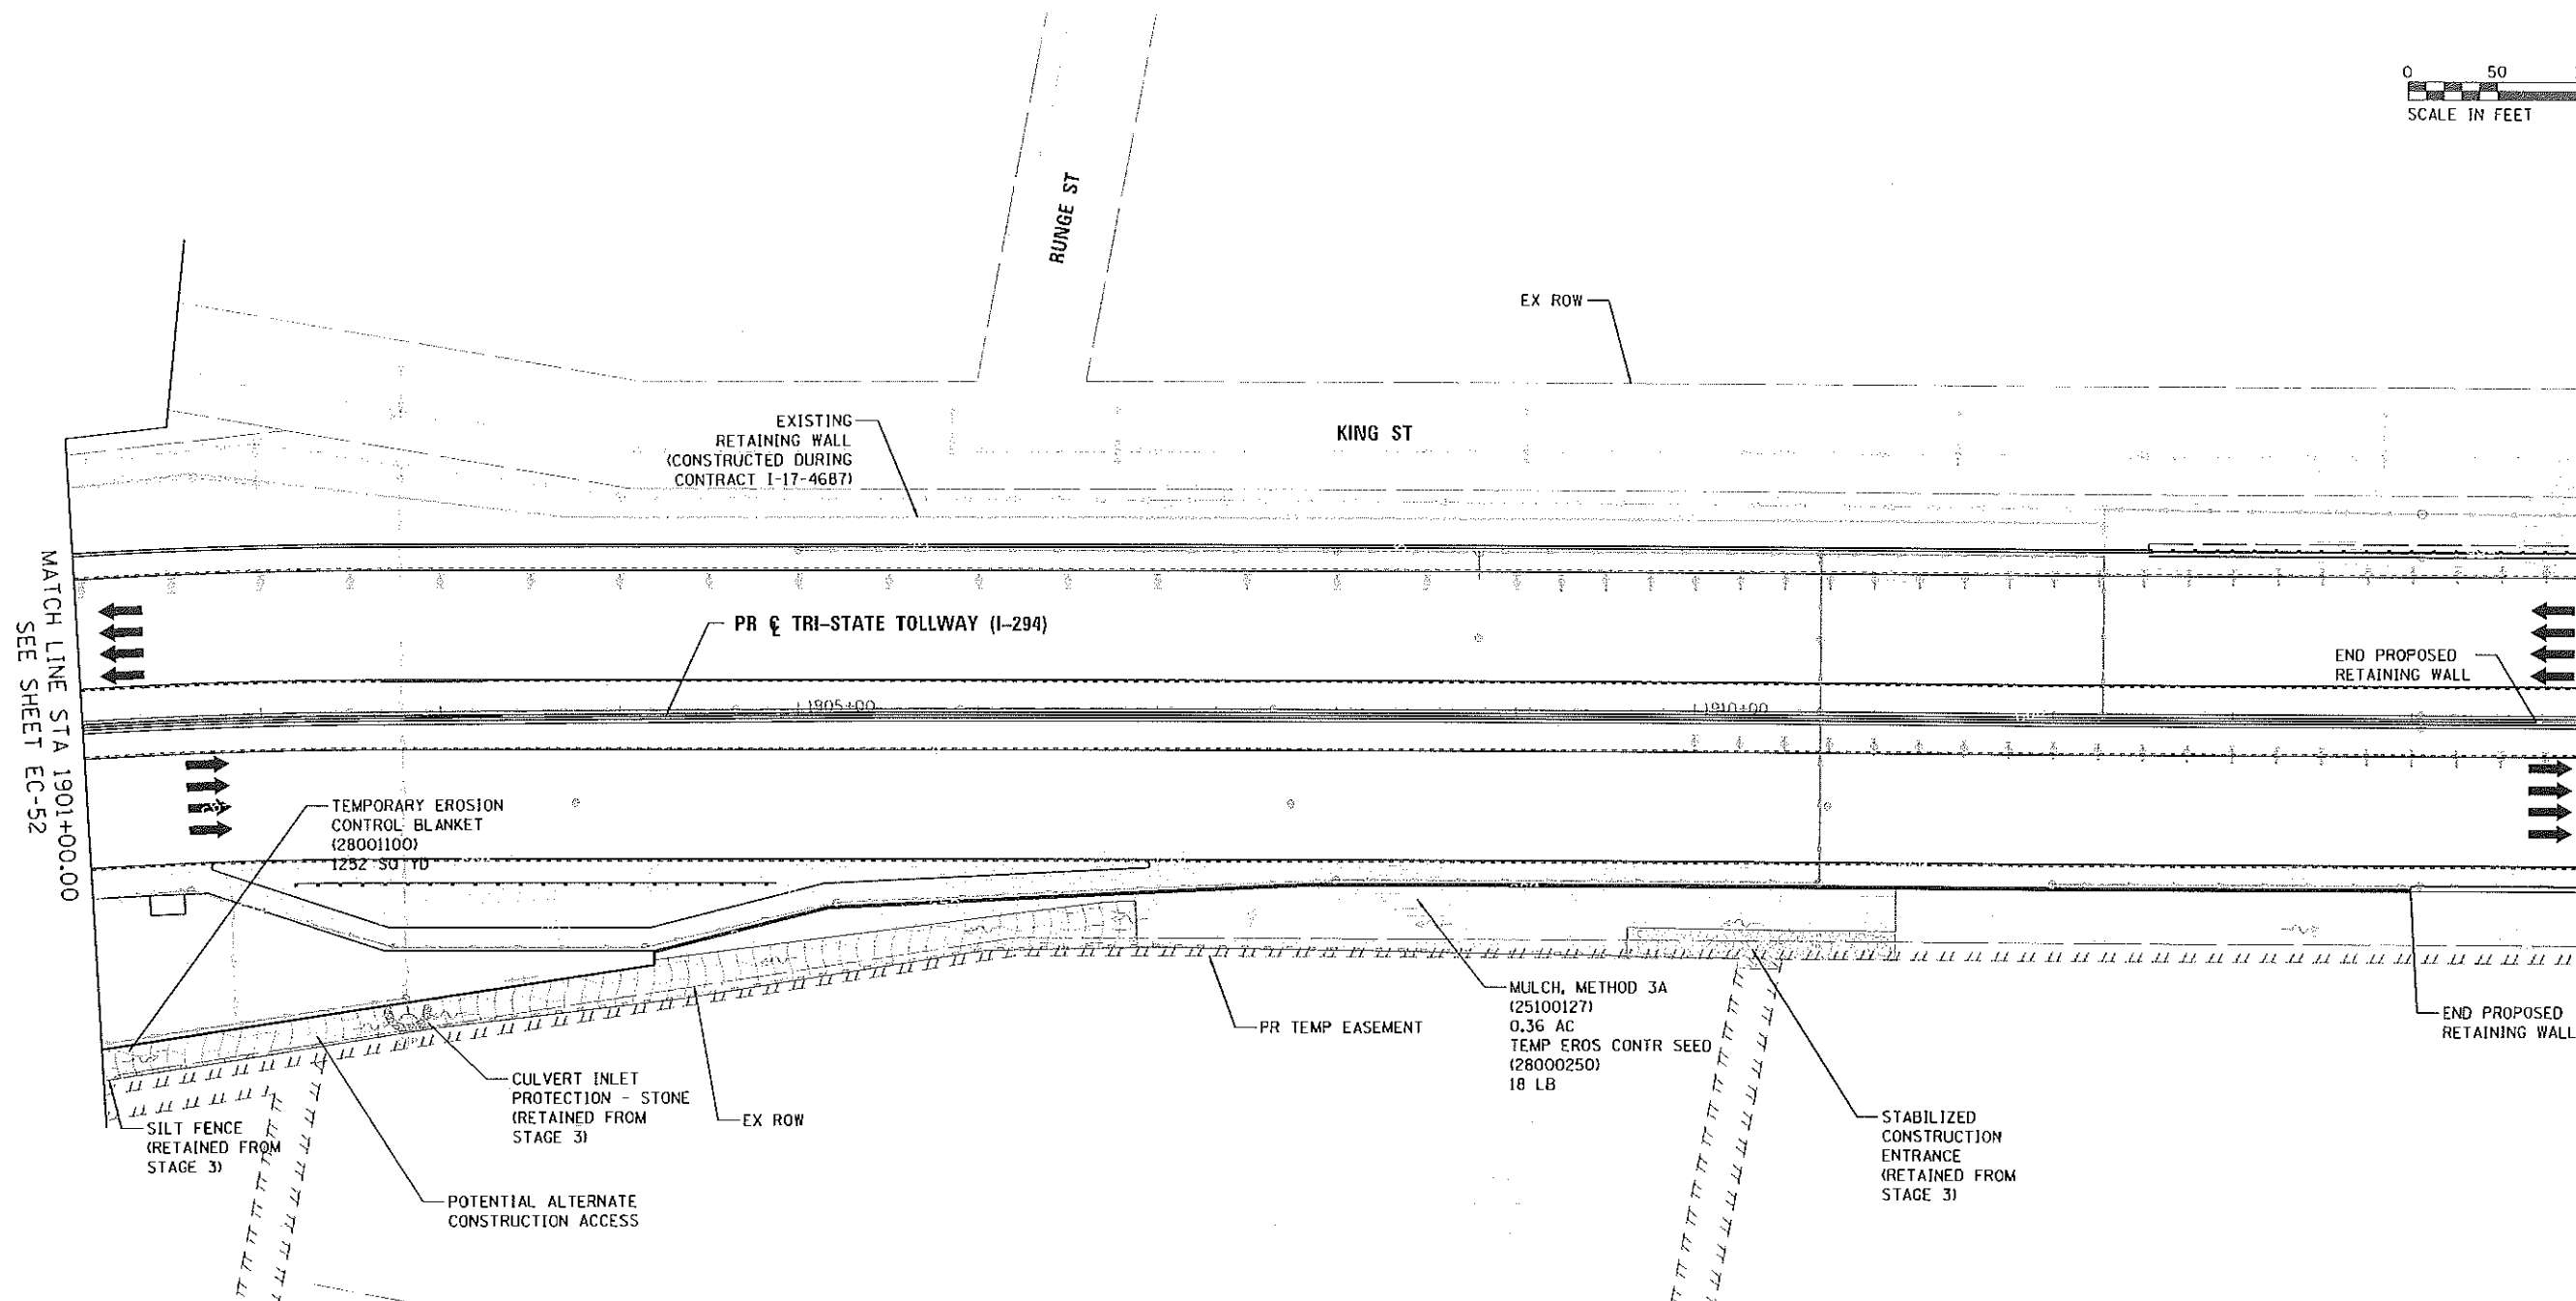 0 50
SCALE IN FEET
RUNGE ST
EX ROW
EXISTING
RETAINING WALL
(CONSTRUCTED DURING
CONTRACT I-17-4687)
KING ST
MATCH LINE STA 1901+00.00
SEE SHEET EC-52
PR ℄ TRI-STATE TOLLWAY (I-294)
END PROPOSED
RETAINING WALL
1905+00
1910+00
TEMPORARY EROSION
CONTROL BLANKET
(28001100)
1252 SQ YD
MULCH, METHOD 3A
(25100127)
0.36 AC
TEMP EROS CONTR SEED
(28000250)
18 LB
PR TEMP EASEMENT
END PROPOSED
RETAINING WALL
CULVERT INLET
PROTECTION - STONE
(RETAINED FROM
STAGE 3)
EX ROW
SILT FENCE
(RETAINED FROM
STAGE 3)
STABILIZED
CONSTRUCTION
ENTRANCE
(RETAINED FROM
STAGE 3)
POTENTIAL ALTERNATE
CONSTRUCTION ACCESS